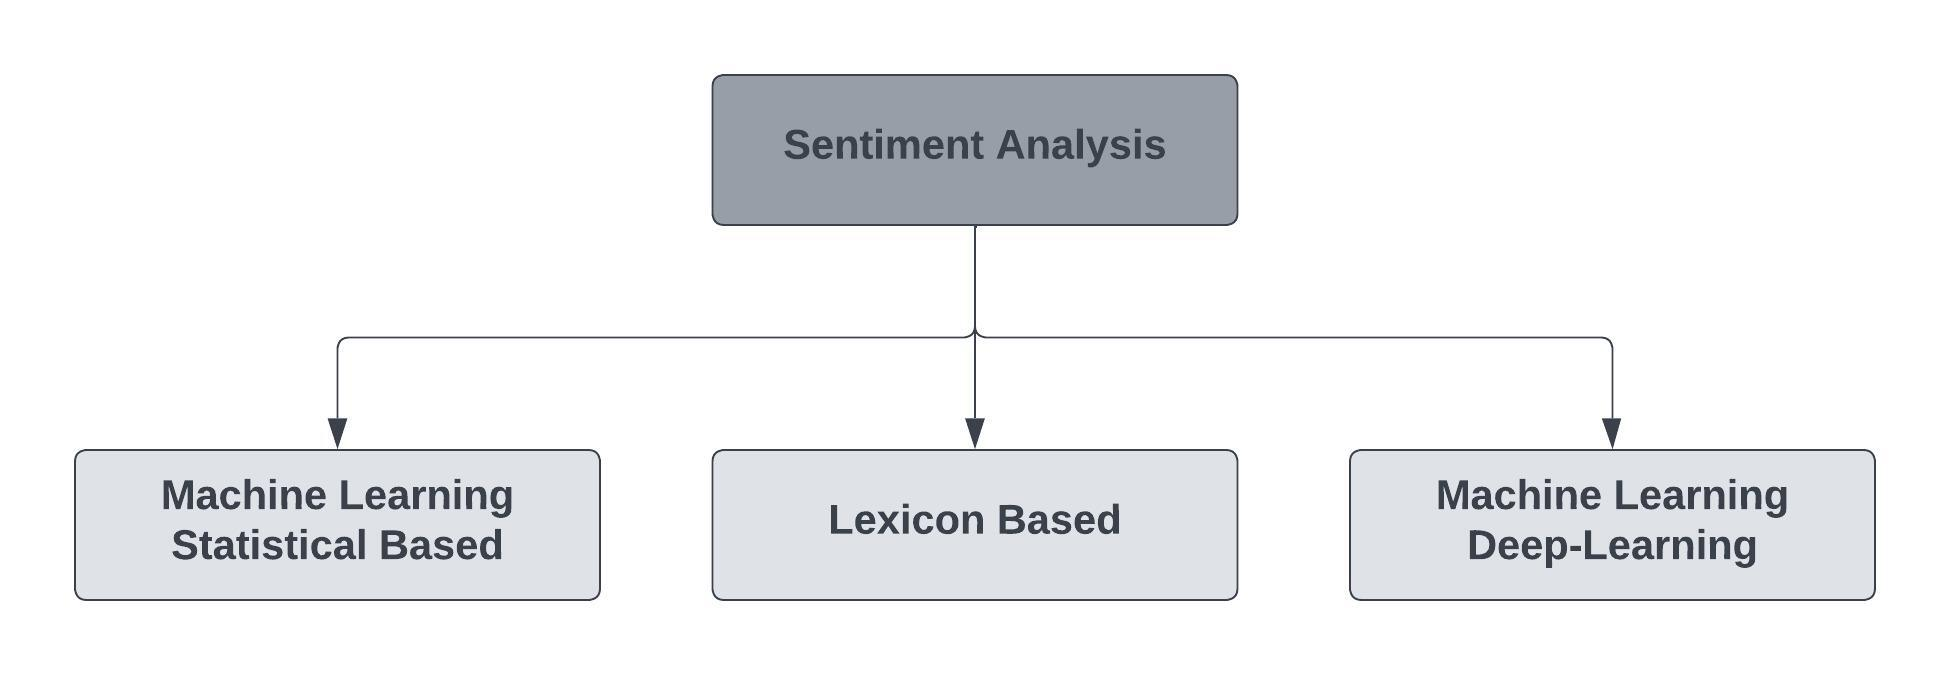 Sentiment Analysis
Machine Learning
Statistical Based
Lexicon Based
Machine Learning
Deep-Learning